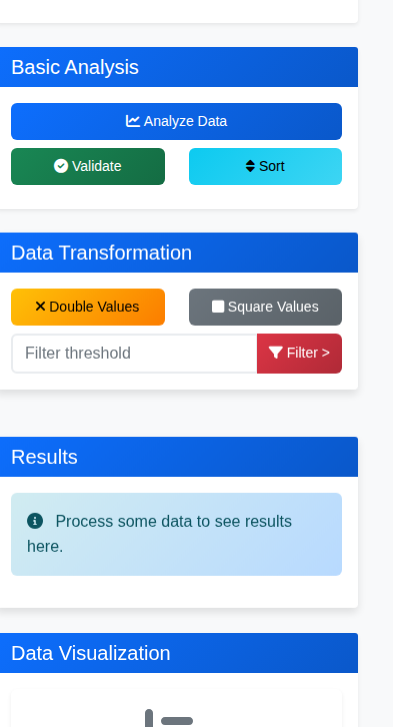 Basic Analysis
Analyze Data
Validate
Sort
Data Transformation
Double Values
Square Values
Filter threshold
Filter >
Results
Process some data to see results
here.
Data Visualization